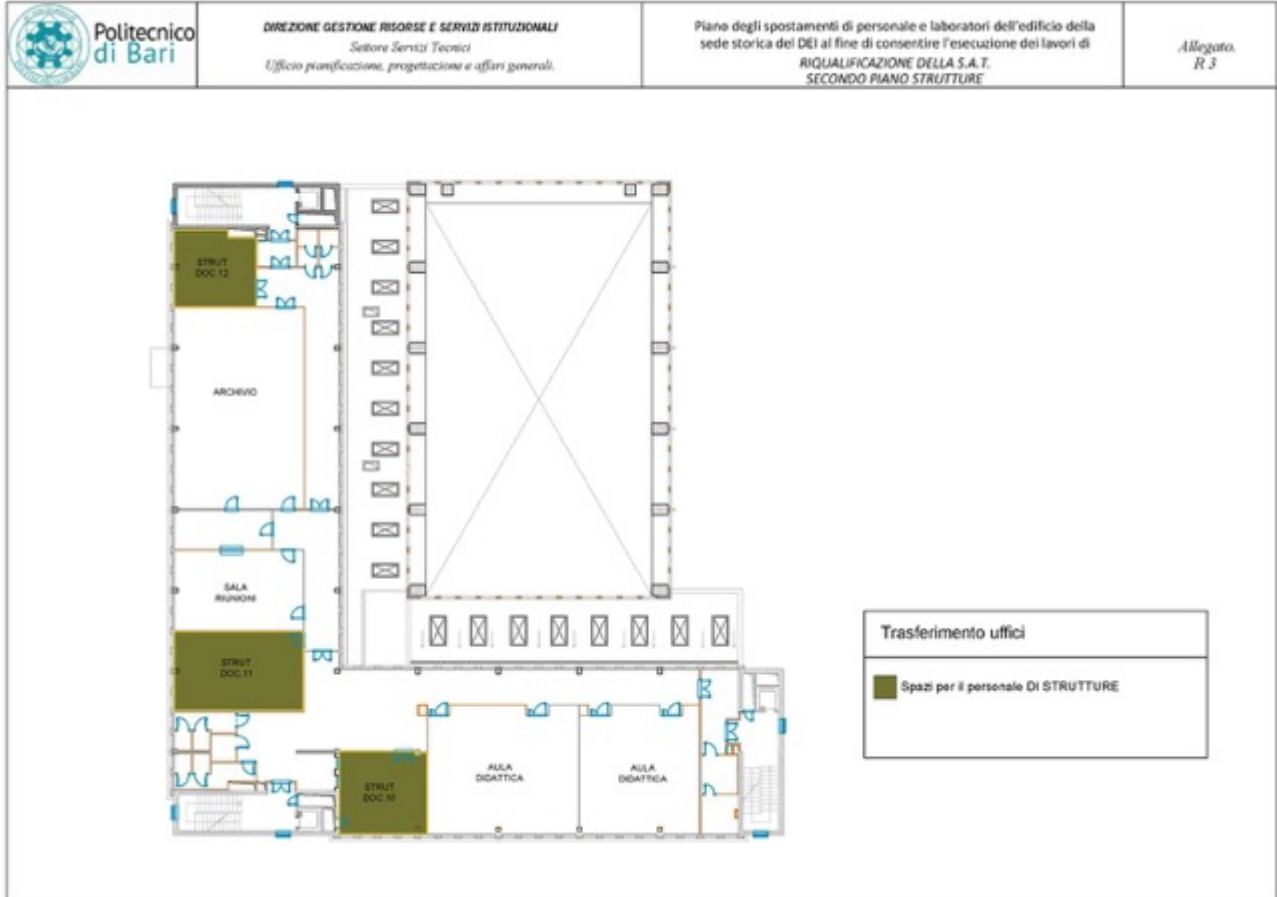 Politecnico
di Bari
DIREZIONE GESTIONE RISORSE E SERVIZI ISTITUZIONALI
Settore Servizi Tecnici
Ufficio pianificazione, progettazione e affari generali.
Piano degli spostamenti di personale e laboratori dell'edificio della
sede storica del DEI al fine di consentire l'esecuzione dei lavori di
RIQUALIFICAZIONE DELLA S.A.T.
SECONDO PIANO STRUTTURE
Allegato.
R 3
STRUT
DOC.12
ARCHIVIO
SALA
RIUNIONI
STRUT
DOC.11
STRUT
DOC.10
AULA
DIDATTICA
AULA
DIDATTICA
Trasferimento uffici
Spazi per il personale DI STRUTTURE